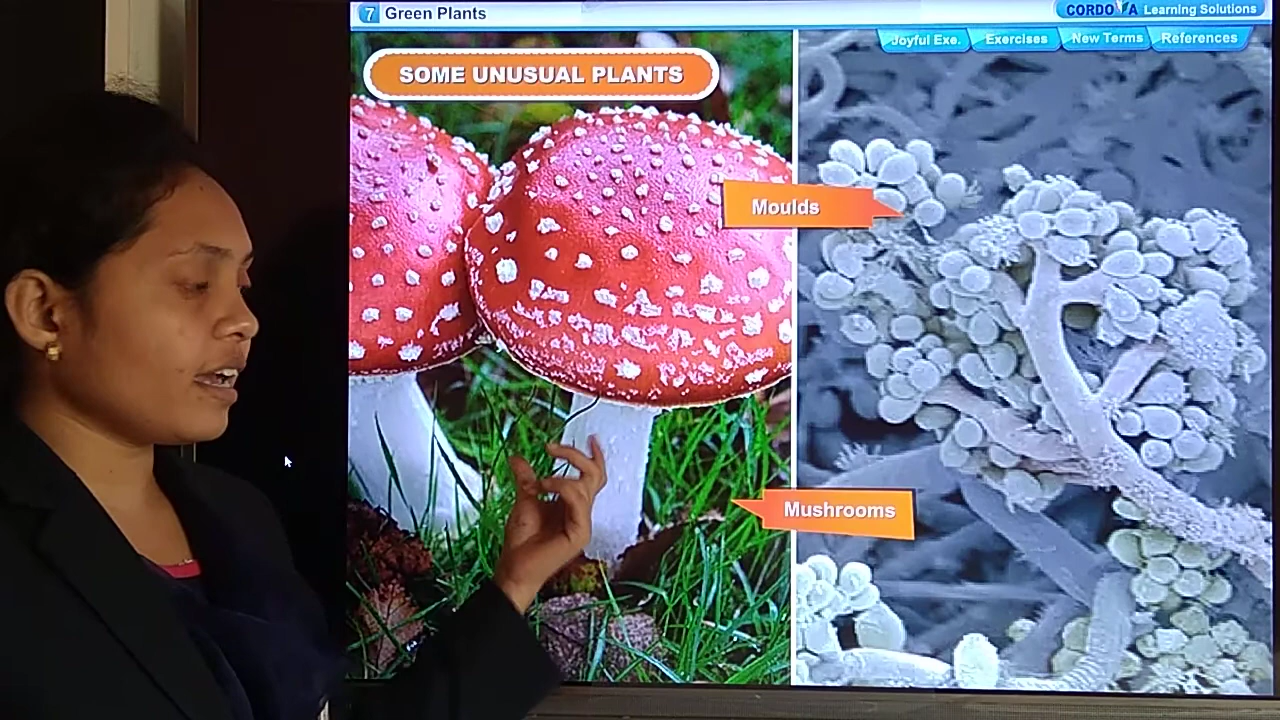 7 Green Plants
CORDOVA Learning Solutions
Joyful Exe. Exercises New Terms References
SOME UNUSUAL PLANTS
Moulds
Mushrooms